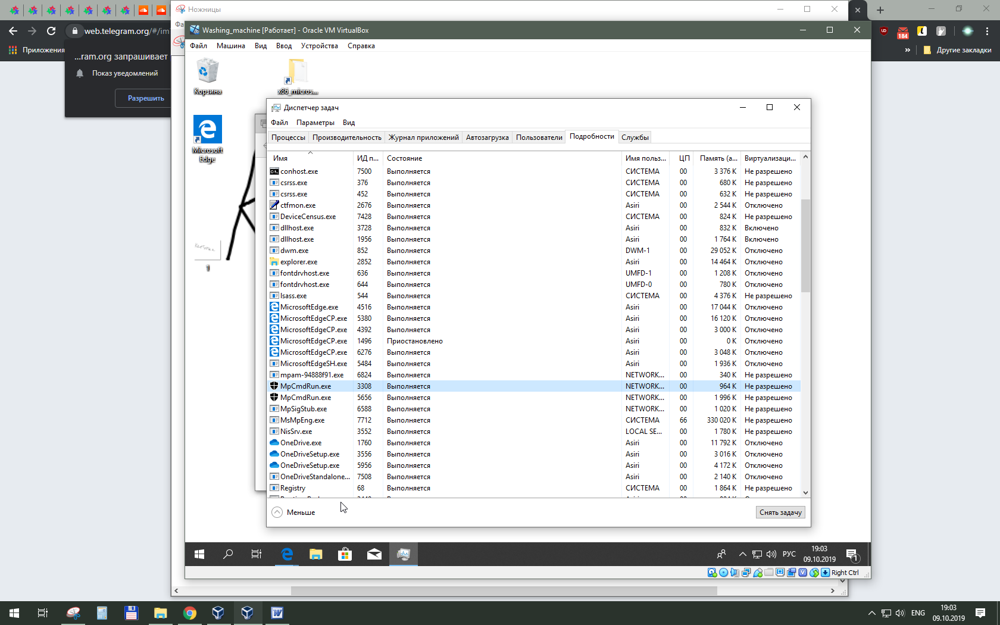 Ножницы
web.telegram.org/#/im
184
Приложения
Другие закладки
...ram.org запрашивает
Показ уведомлений
Разрешить
Washing_machine [Работает] - Oracle VM VirtualBox
Файл Машина Вид Ввод Устройства Справка
Корзина
x86_micros...
Microsoft Edge
1
Диспетчер задач
Файл Параметры Вид
Процессы Производительность Журнал приложений Автозагрузка Пользователи Подробности Службы
Имя ИД п... Состояние Имя польз... ЦП Память (а... Виртуализаци...
conhost.exe 7500 Выполняется СИСТЕМА 00 3 376 K Не разрешено
csrss.exe 376 Выполняется СИСТЕМА 00 680 K Не разрешено
csrss.exe 452 Выполняется СИСТЕМА 00 632 K Не разрешено
ctfmon.exe 2676 Выполняется Asiri 00 2 544 K Отключено
DeviceCensus.exe 7428 Выполняется СИСТЕМА 00 824 K Не разрешено
dllhost.exe 3728 Выполняется Asiri 00 832 K Включено
dllhost.exe 1956 Выполняется Asiri 00 1 764 K Включено
dwm.exe 852 Выполняется DWM-1 00 29 052 K Отключено
explorer.exe 2852 Выполняется Asiri 00 14 464 K Отключено
fontdrvhost.exe 636 Выполняется UMFD-1 00 1 208 K Отключено
fontdrvhost.exe 644 Выполняется UMFD-0 00 780 K Отключено
lsass.exe 544 Выполняется СИСТЕМА 00 4 376 K Не разрешено
MicrosoftEdge.exe 4516 Выполняется Asiri 00 17 044 K Отключено
MicrosoftEdgeCP.exe 5380 Выполняется Asiri 00 16 120 K Отключено
MicrosoftEdgeCP.exe 4392 Выполняется Asiri 00 3 000 K Отключено
MicrosoftEdgeCP.exe 1496 Приостановлено Asiri 00 0 K Отключено
MicrosoftEdgeCP.exe 6276 Выполняется Asiri 00 3 048 K Отключено
MicrosoftEdgeSH.exe 5484 Выполняется Asiri 00 1 936 K Отключено
mpam-94888f91.exe 6824 Выполняется NETWORK... 00 340 K Не разрешено
MpCmdRun.exe 3308 Выполняется NETWORK... 00 964 K Не разрешено
MpCmdRun.exe 5656 Выполняется NETWORK... 00 1 996 K Не разрешено
MpSigStub.exe 6588 Выполняется NETWORK... 00 1 020 K Не разрешено
MsMpEng.exe 7712 Выполняется СИСТЕМА 66 330 020 K Не разрешено
NisSrv.exe 3552 Выполняется LOCAL SE... 00 1 780 K Не разрешено
OneDrive.exe 1760 Выполняется Asiri 00 11 792 K Отключено
OneDriveSetup.exe 3556 Выполняется Asiri 00 3 016 K Отключено
OneDriveSetup.exe 5956 Выполняется Asiri 00 4 172 K Отключено
OneDriveStandalone... 7508 Выполняется Asiri 00 2 140 K Отключено
Registry 68 Выполняется СИСТЕМА 00 1 864 K Не разрешено
Меньше
Снять задачу
РУС
19:03
09.10.2019
1
Right Ctrl
ENG
19:03
09.10.2019